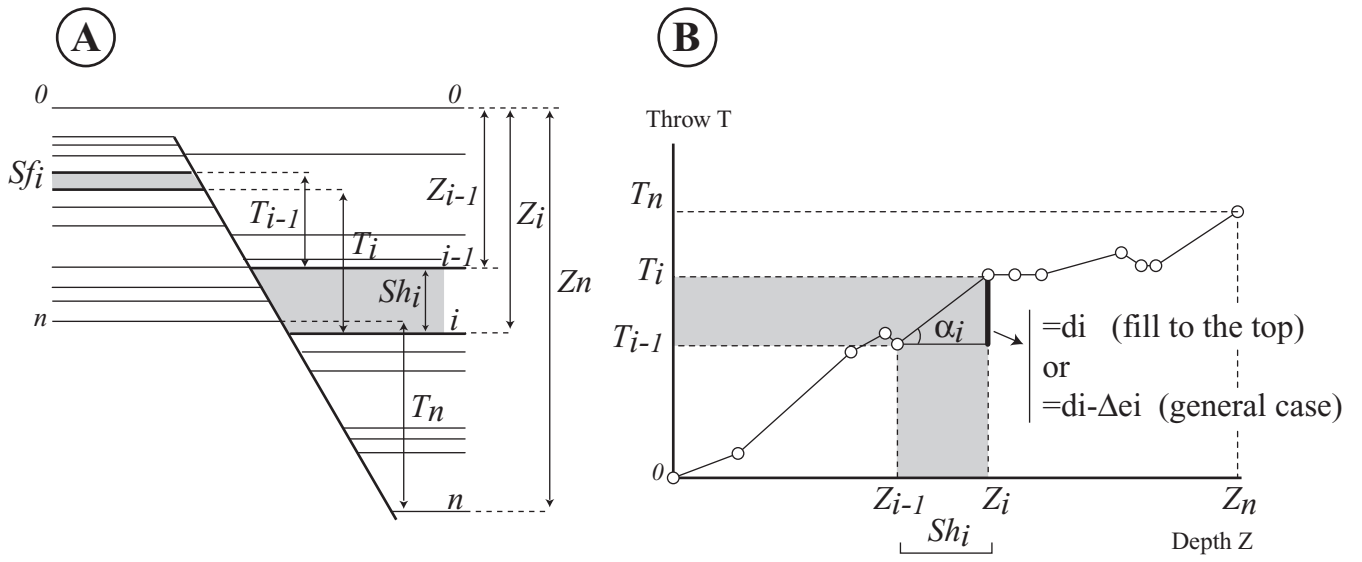 A
0 0
Sfi
Ti-1
Zi-1
Ti
Zi
i-1
Zn
Shi
n
i
Tn
n
B
Throw T
Tn
Ti
αi
Ti-1
=di (fill to the top)
or
=di-Δei (general case)
0
Zi-1 Zi Zn
Shi
Depth Z